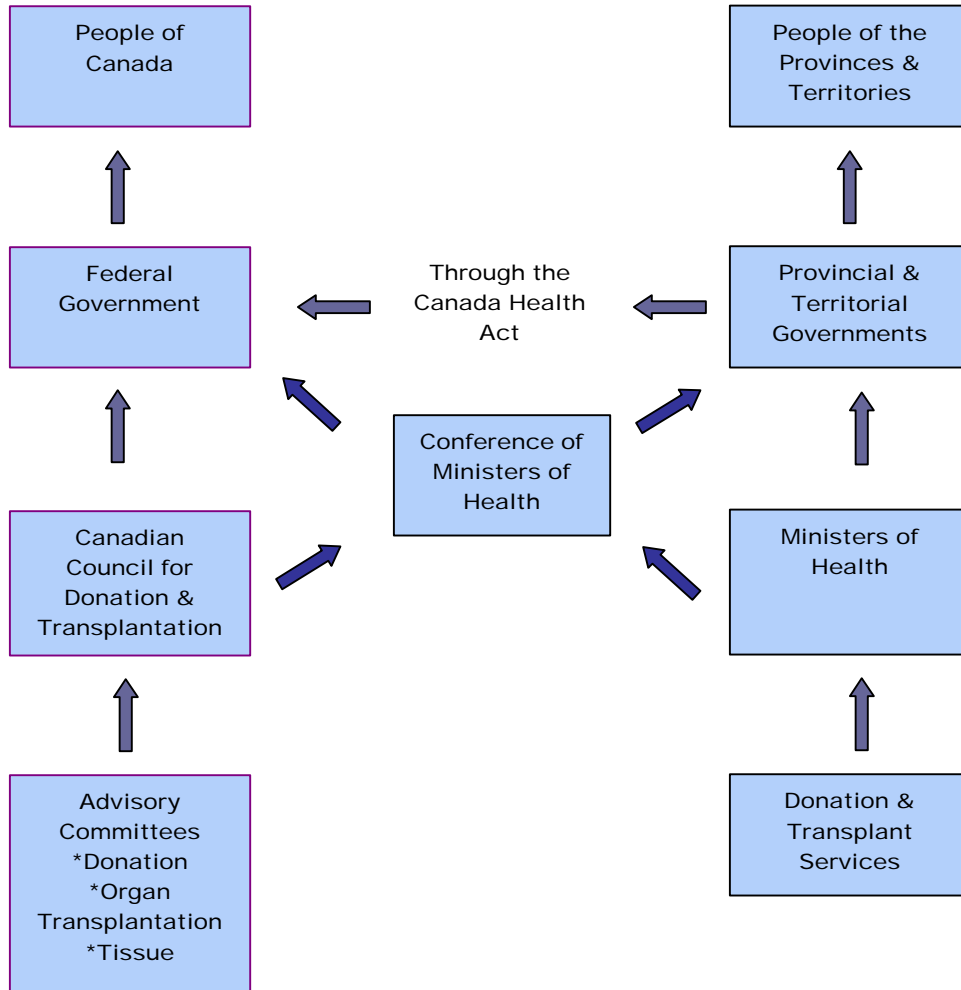 People of
Canada
People of the
Provinces &
Territories
Federal
Government
Through the
Canada Health
Act
Provincial &
Territorial
Governments
Conference of
Ministers of
Health
Canadian
Council for
Donation &
Transplantation
Ministers of
Health
Advisory
Committees
*Donation
*Organ
Transplantation
*Tissue
Donation &
Transplant
Services